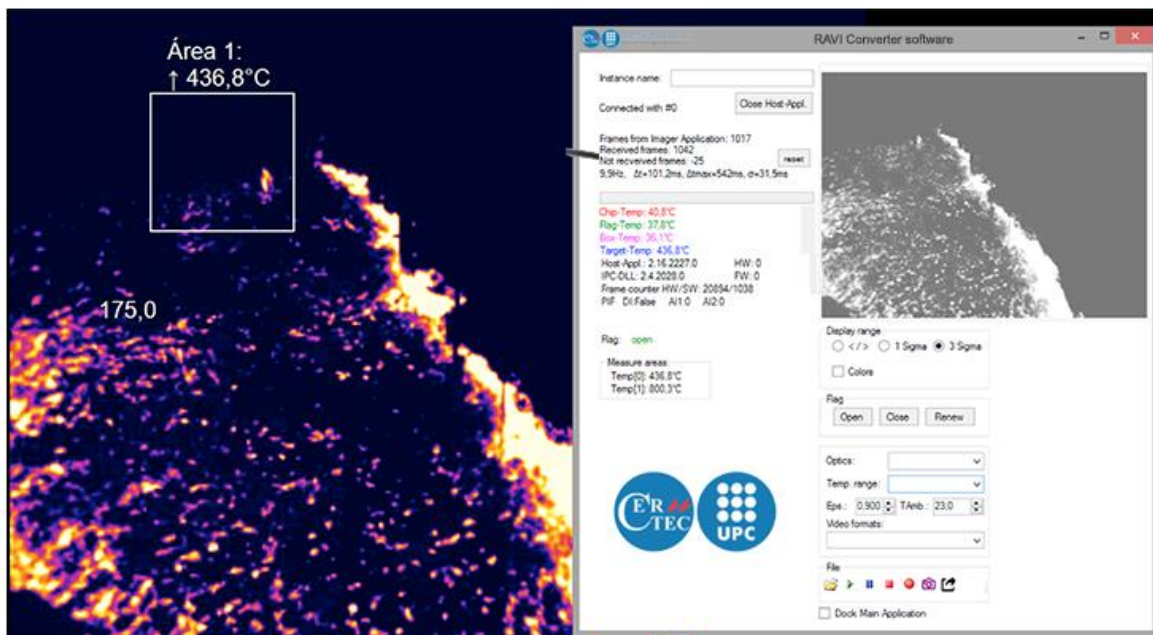 Área 1:
↑ 436,8°C
175,0
RAVI Converter software
Instance name:
Connected with #0
Close Host-Appl.
Frames from Imager Application: 1017
Received frames: 1042
Not recveived frames: -25
reset
9,9Hz, Δt=101,2ms, Δtmax=542ms, σ=31,5ms
Chip-Temp: 40,8°C
Flag-Temp: 37,8°C
Box-Temp: 36,1°C
Target-Temp: 436,8°C
Host-Appl.: 2.16.2227.0 HW: 0
IPC-DLL: 2.4.2028.0 FW: 0
Frame counter HW/SW: 20894/1038
PIF DI:False AI1:0 AI2:0
Flag: open
Measure areas:
Temp[0]: 436.8°C
Temp[1]: 800,3°C
CERTEC
UPC
Display range
</> 1 Sigma 3 Sigma
Colors
Flag
Open Close Renew
Optics:
Temp. range:
Eps.: 0,900 TAmb.: 23,0
Video formats:
File
Dock Main Application